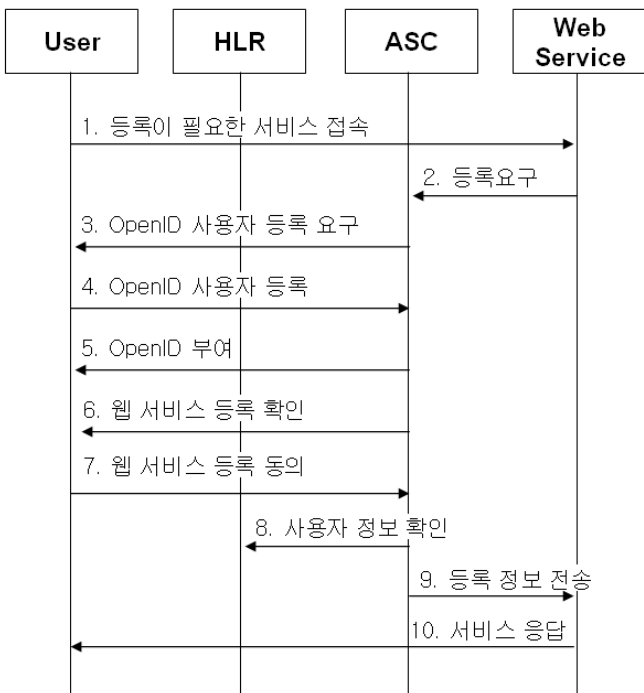 User
HLR
ASC
Web
Service
1. 등록이 필요한 서비스 접속
2. 등록요구
3. OpenID 사용자 등록 요구
4. OpenID 사용자 등록
5. OpenID 부여
6. 웹 서비스 등록 확인
7. 웹 서비스 등록 동의
8. 사용자 정보 확인
9. 등록 정보 전송
10. 서비스 응답